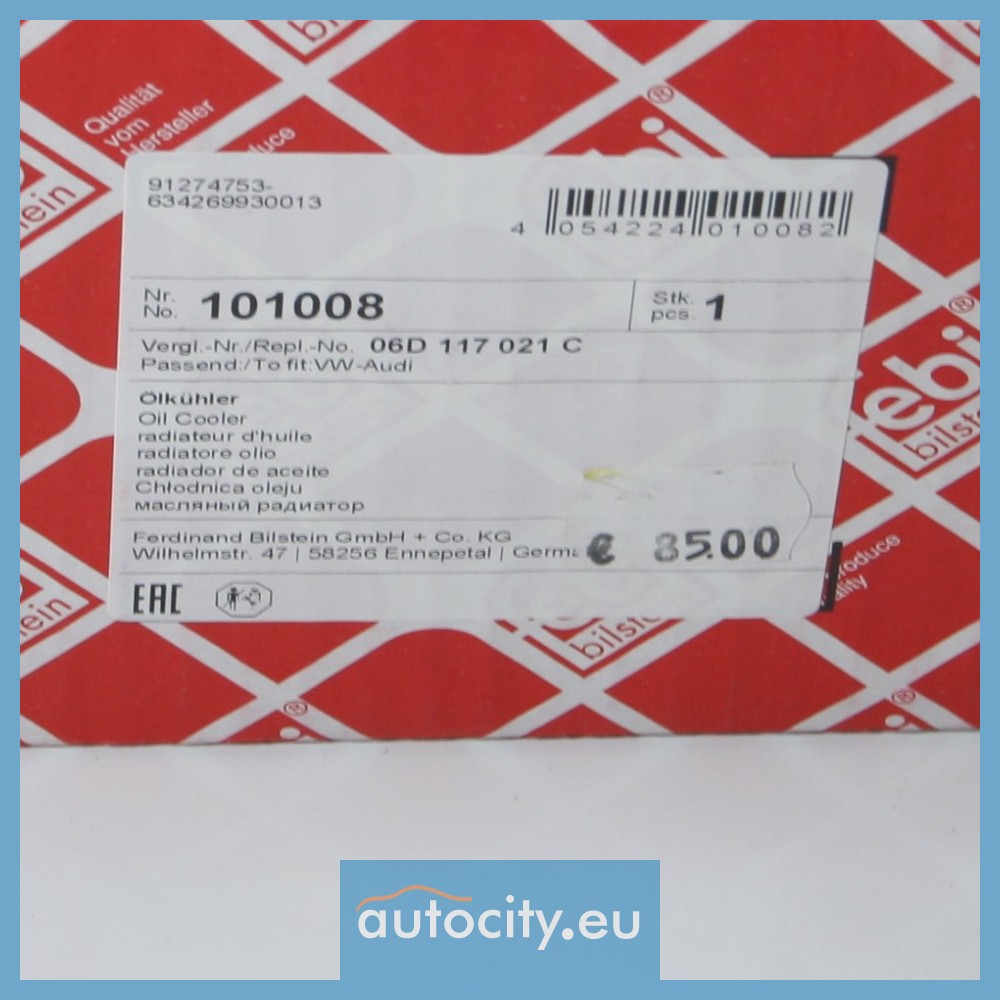 Qualität
vom
Hersteller
91274753-
634269930013
4 054224 010082
Nr.
No. 101008
Stk.
pcs. 1
Vergl.-Nr./Repl.-No. 06D 117 021 C
Passend:/To fit:VW-Audi
Ölkühler
Oil Cooler
radiateur d'huile
radiatore olio
radiador de aceite
Chłodnica oleju
масляный радиатор
Ferdinand Bilstein GmbH + Co. KG
Wilhelmstr. 47 | 58256 Ennepetal |
€ 85.00
EAC
febi®
autocity.eu